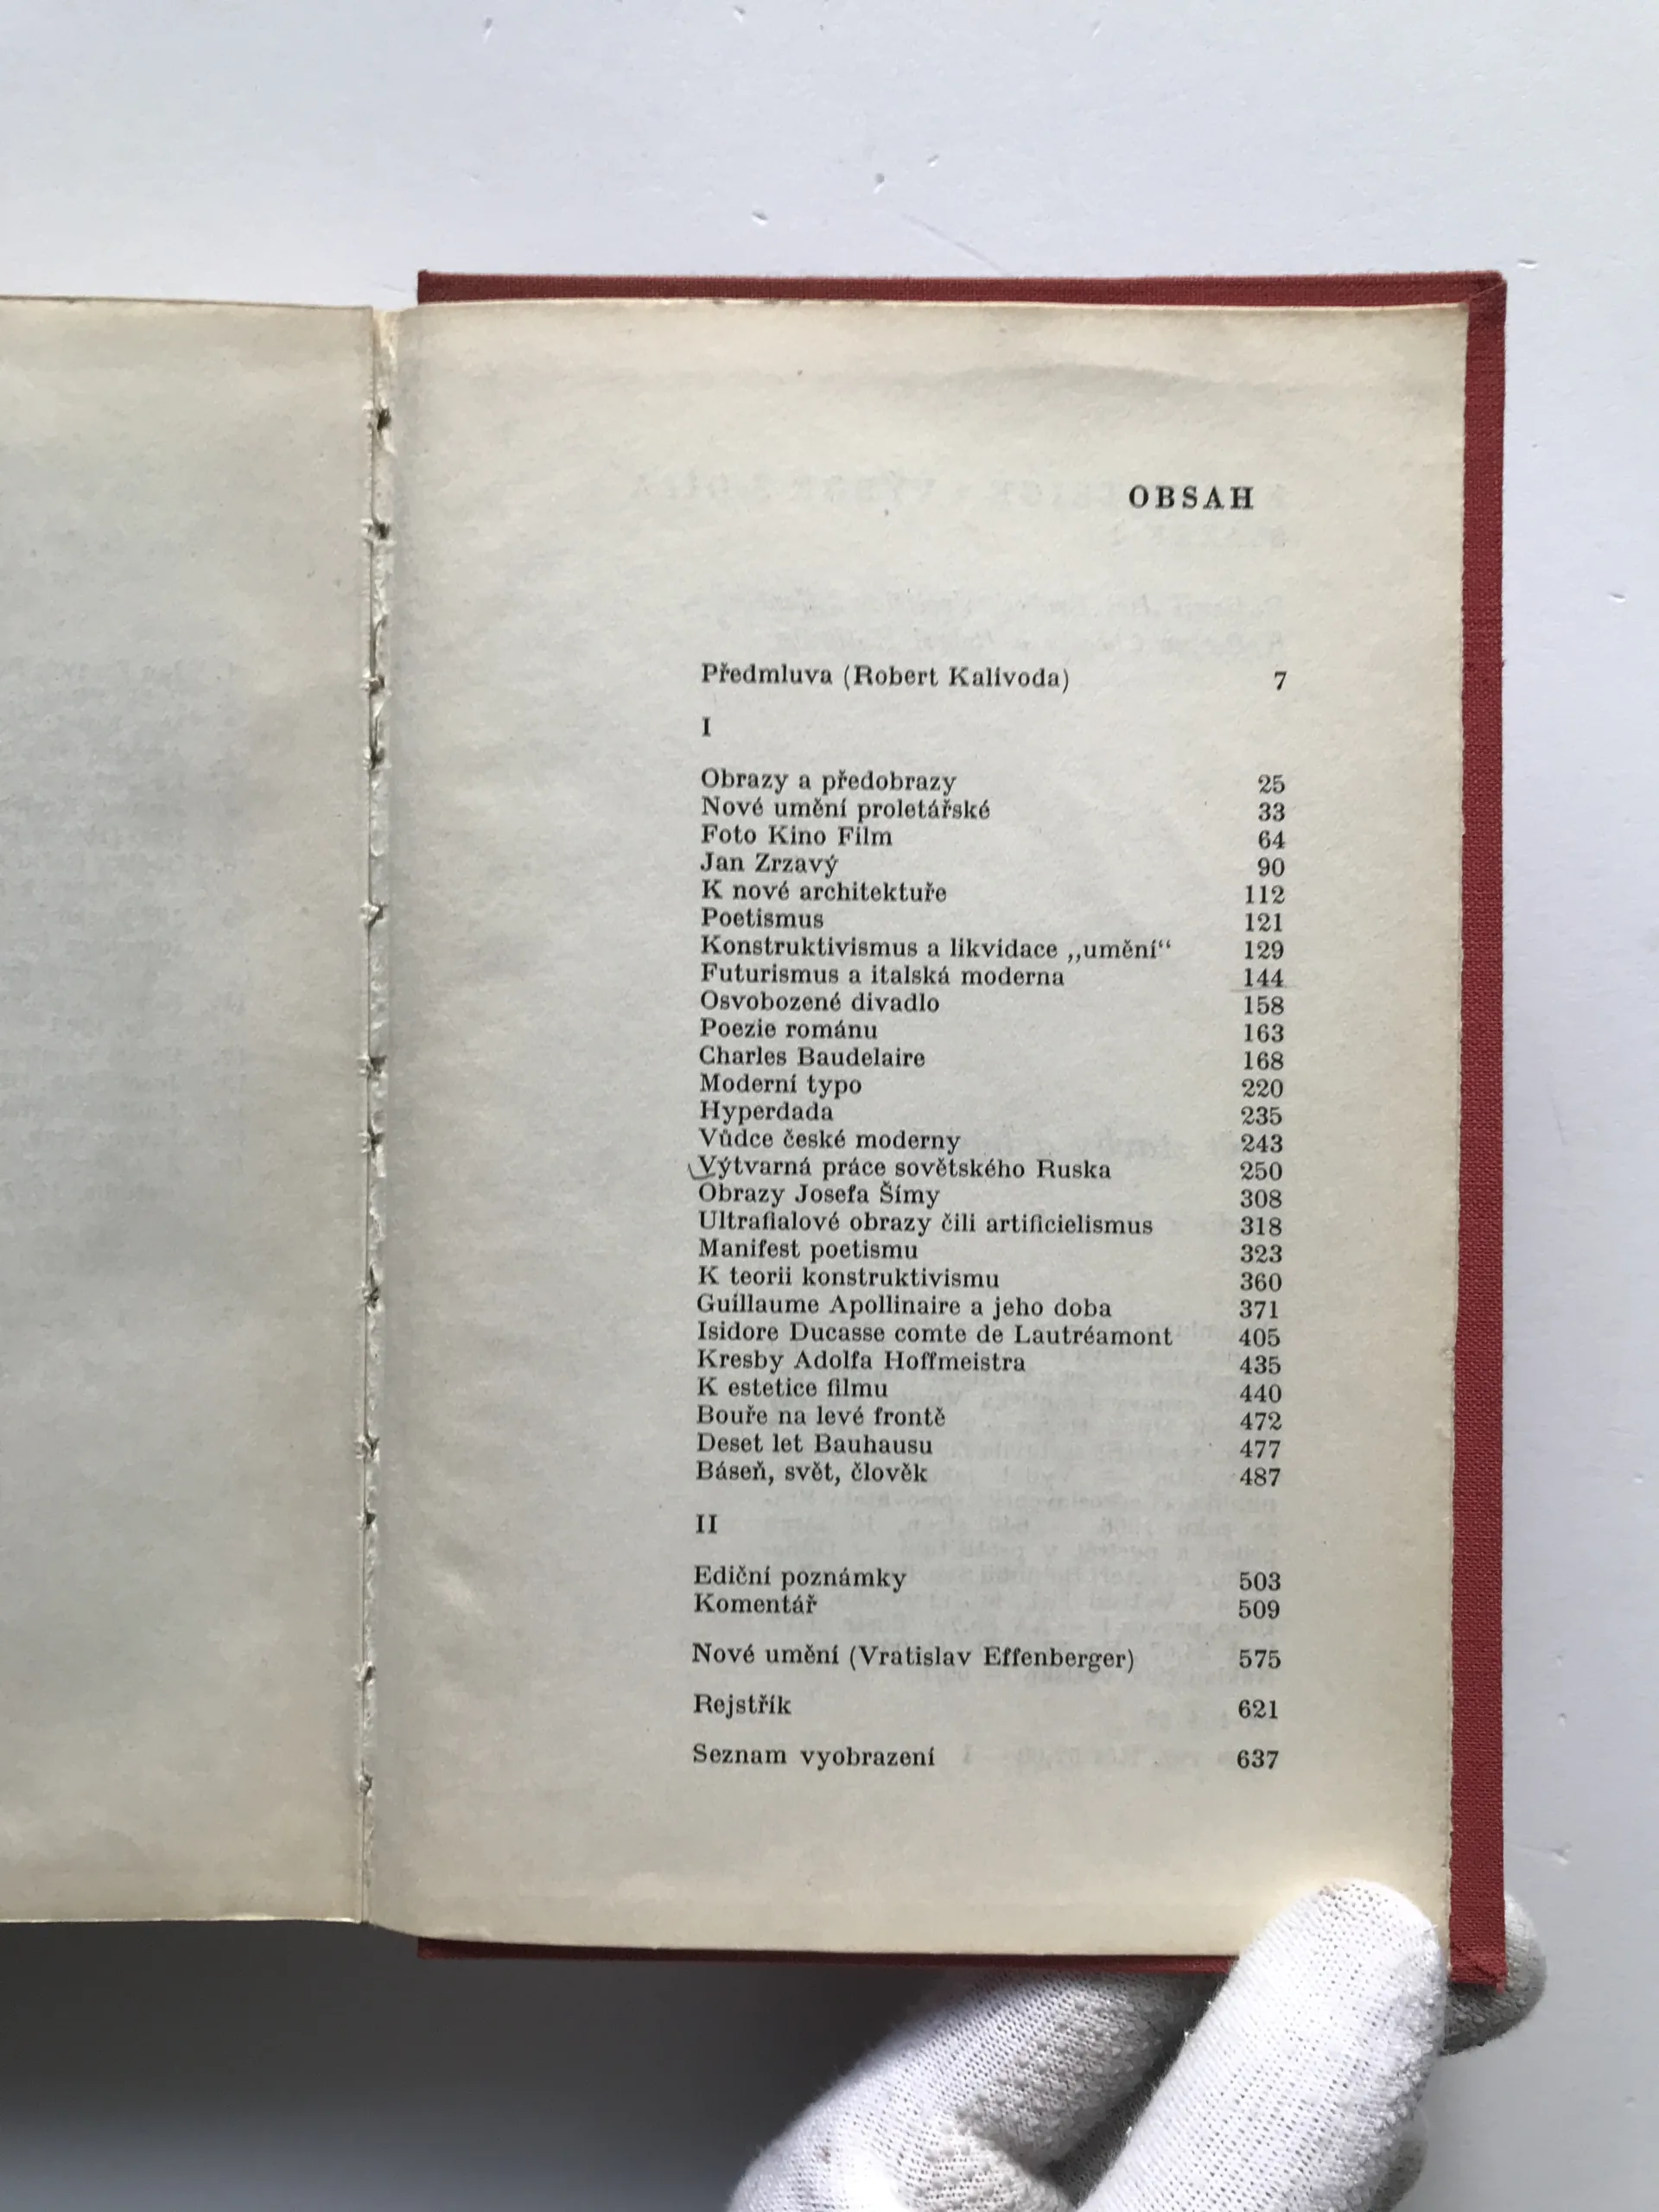 OBSAH
Předmluva (Robert Kalivoda) 7
I
Obrazy a předobrazy 25
Nové umění proletářské 33
Foto Kino Film 64
Jan Zrzavý 90
K nové architektuře 112
Poetismus 121
Konstruktivismus a likvidace „umění“ 129
Futurismus a italská moderna 144
Osvobozené divadlo 158
Poezie románu 163
Charles Baudelaire 168
Moderní typo 220
Hyperdada 235
Vůdce české moderny 243
Výtvarná práce sovětského Ruska 250
Obrazy Josefa Šímy 308
Ultrafialové obrazy čili artificielismus 318
Manifest poetismu 323
K teorii konstruktivismu 360
Guillaume Apollinaire a jeho doba 371
Isidore Ducasse comte de Lautréamont 405
Kresby Adolfa Hoffmeistra 435
K estetice filmu 440
Bouře na levé frontě 472
Deset let Bauhausu 477
Báseň, svět, člověk 487
II
Ediční poznámky 503
Komentář 509
Nové umění (Vratislav Effenberger) 575
Rejstřík 621
Seznam vyobrazení 637